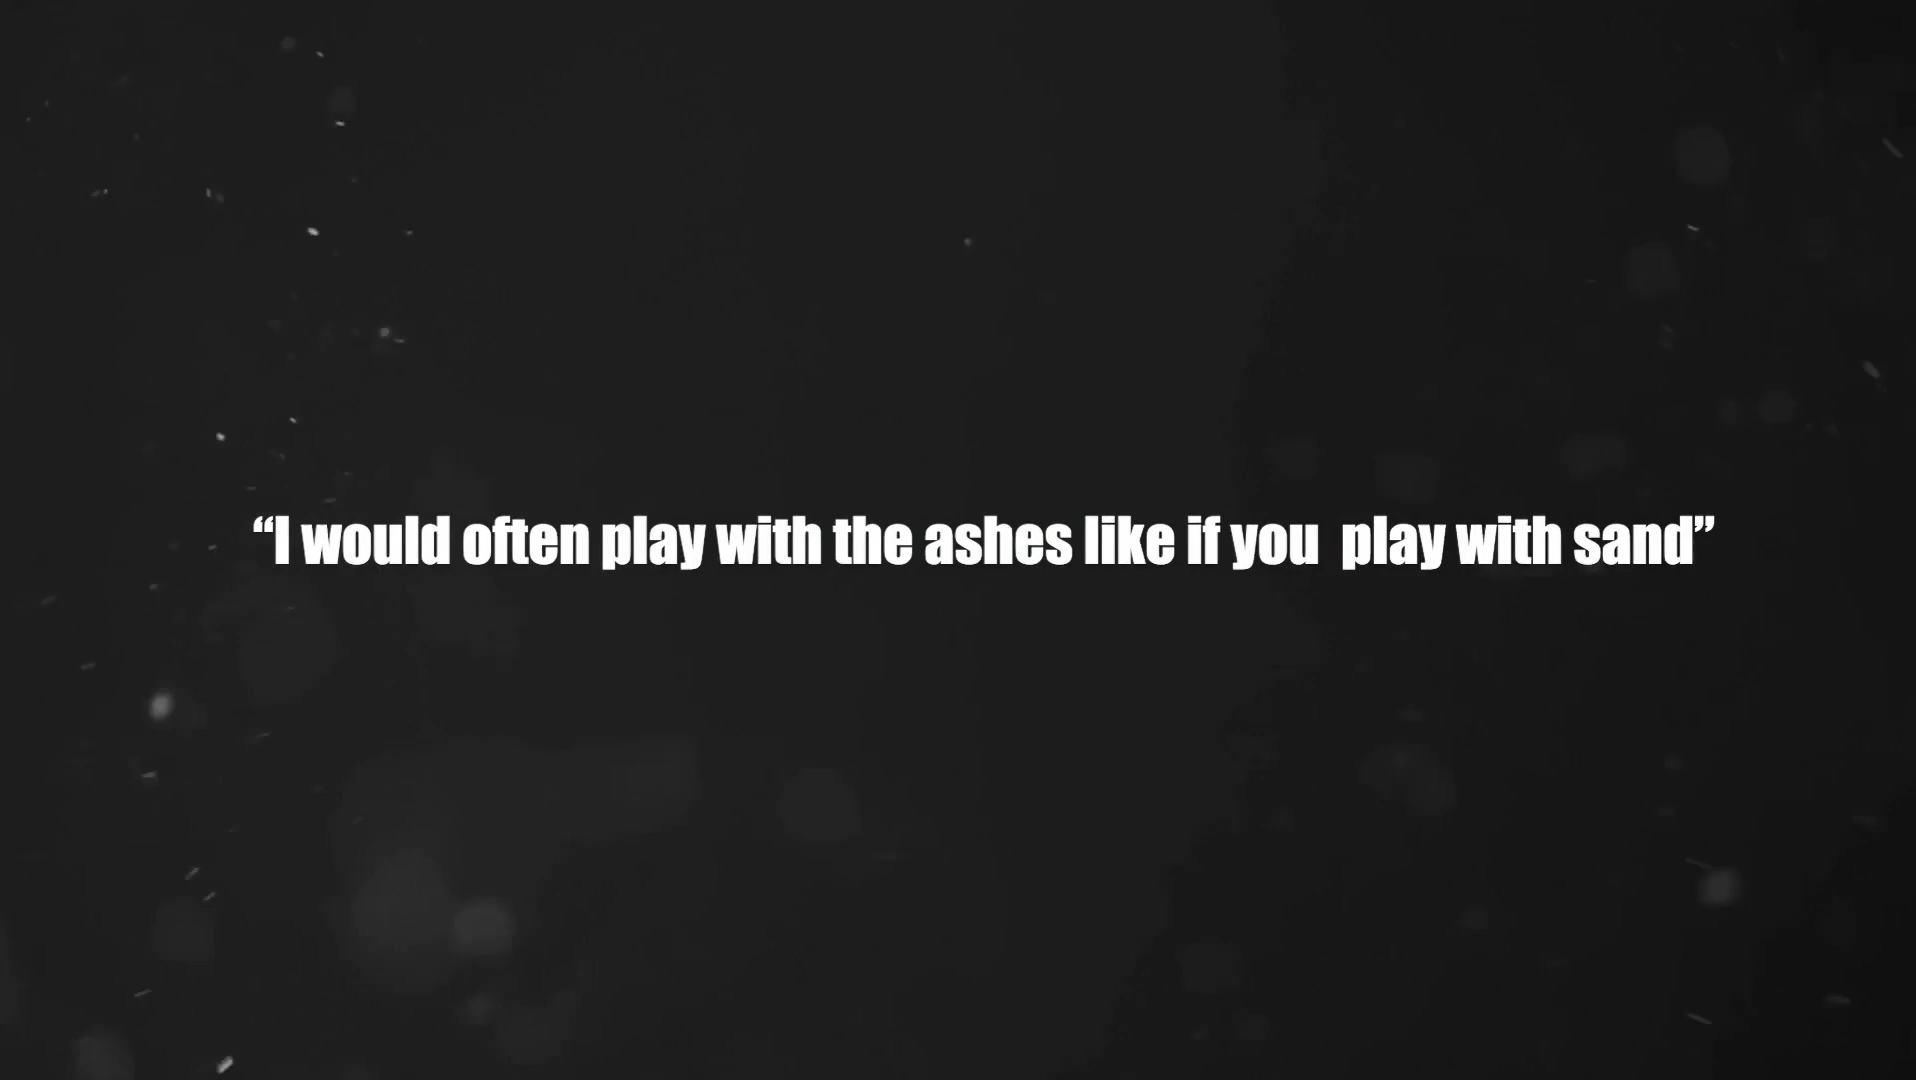 “I would often play with the ashes like if you  play with sand”